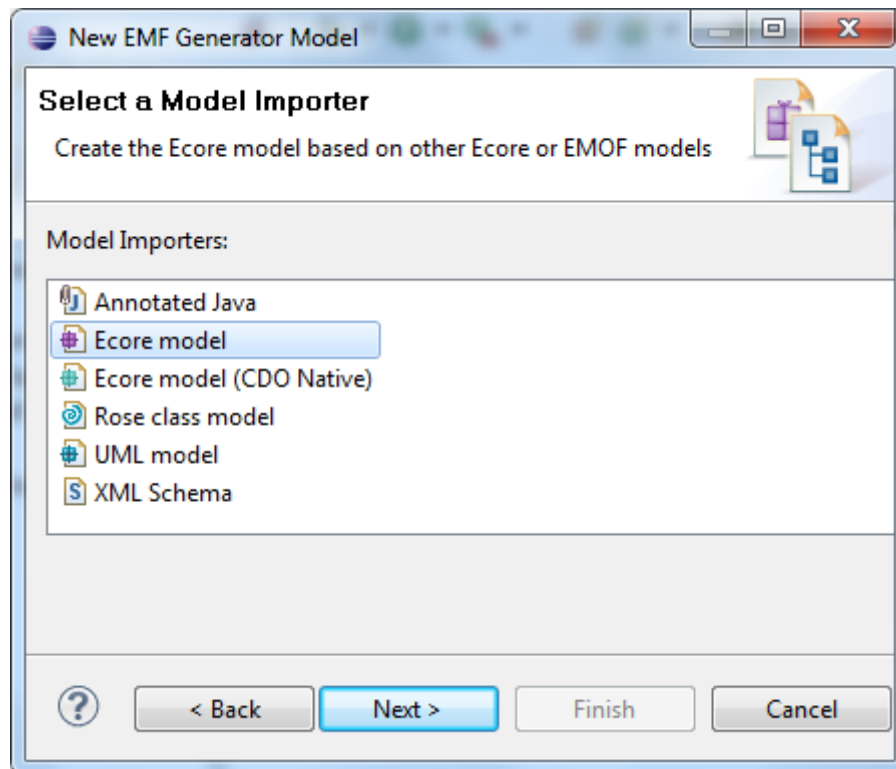 New EMF Generator Model
Select a Model Importer
Create the Ecore model based on other Ecore or EMOF models
Model Importers:
Annotated Java
Ecore model
Ecore model (CDO Native)
Rose class model
UML model
XML Schema
< Back
Next >
Finish
Cancel